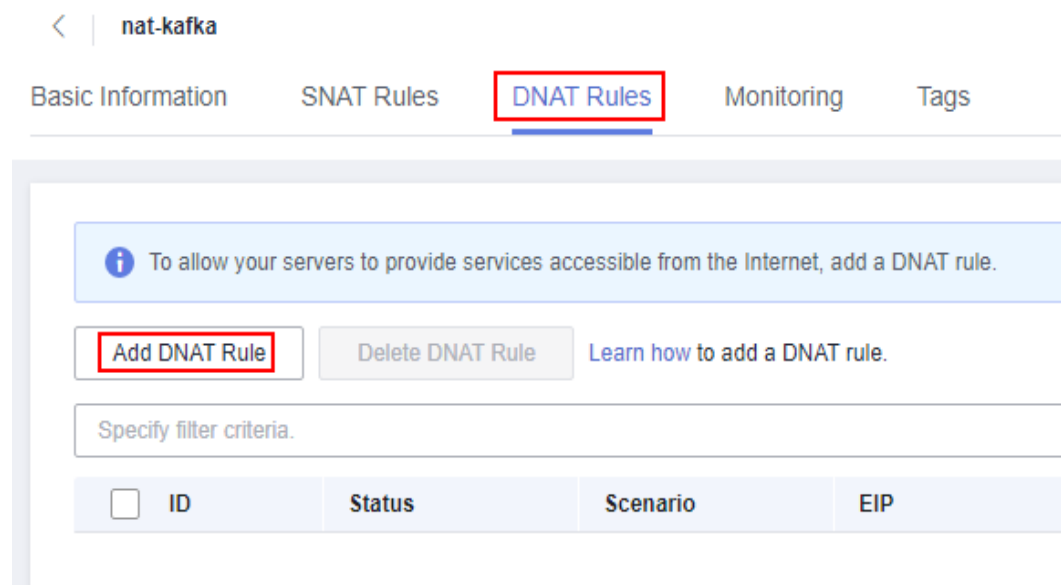 nat-kafka
Basic Information SNAT Rules DNAT Rules Monitoring Tags
To allow your servers to provide services accessible from the Internet, add a DNAT rule.
Add DNAT Rule Delete DNAT Rule Learn how to add a DNAT rule.
Specify filter criteria.
ID Status Scenario EIP